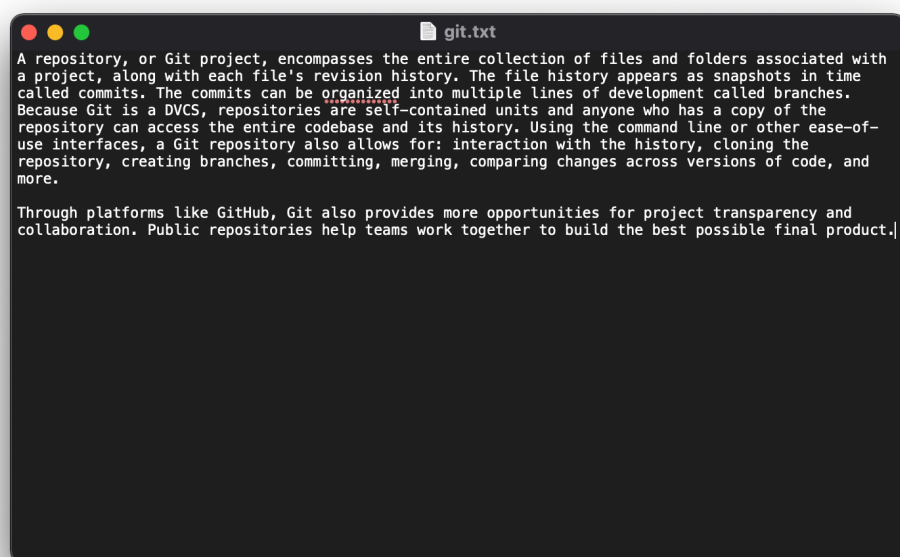 git.txt
A repository, or Git project, encompasses the entire collection of files and folders associated with
a project, along with each file's revision history. The file history appears as snapshots in time
called commits. The commits can be organized into multiple lines of development called branches.
Because Git is a DVCS, repositories are self-contained units and anyone who has a copy of the
repository can access the entire codebase and its history. Using the command line or other ease-of-
use interfaces, a Git repository also allows for: interaction with the history, cloning the
repository, creating branches, committing, merging, comparing changes across versions of code, and
more.

Through platforms like GitHub, Git also provides more opportunities for project transparency and
collaboration. Public repositories help teams work together to build the best possible final product.